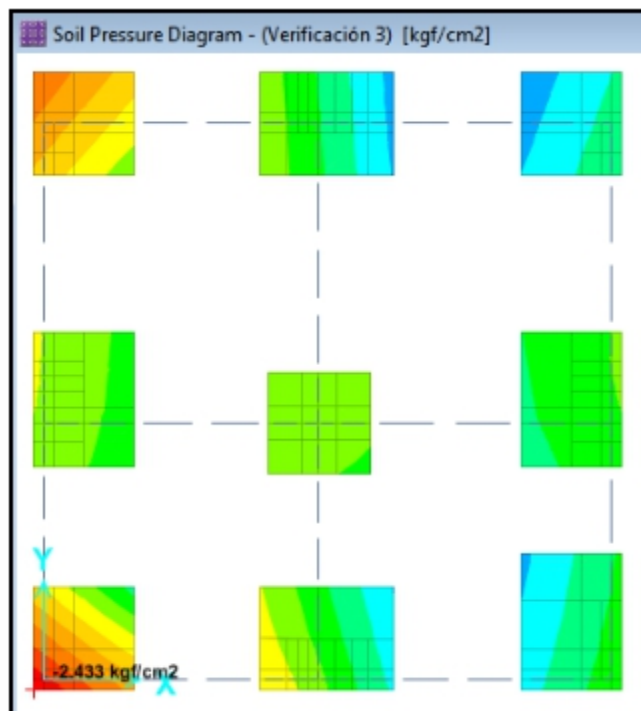 Soil Pressure Diagram - (Verificación 3) [kgf/cm2]
Y
-2.433 kgf/cm2
X